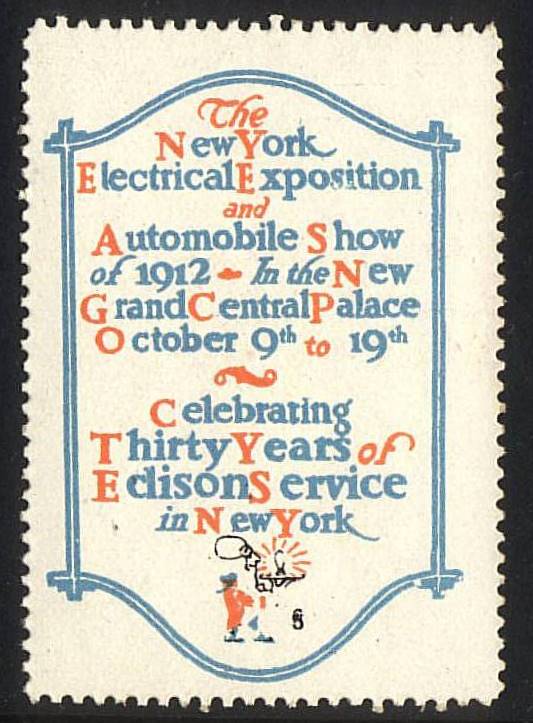 The
New York
Electrical Exposition
and
Automobile Show
of 1912 - In the New
Grand Central Palace
October 9th to 19th
Celebrating
Thirty Years of
Edison Service
in New York